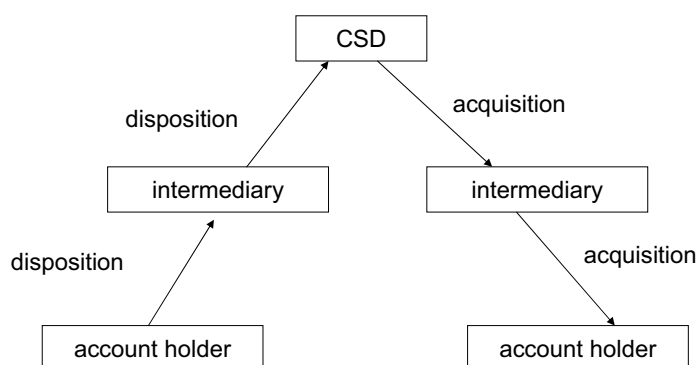 CSD
disposition
acquisition
intermediary
intermediary
disposition
acquisition
account holder
account holder